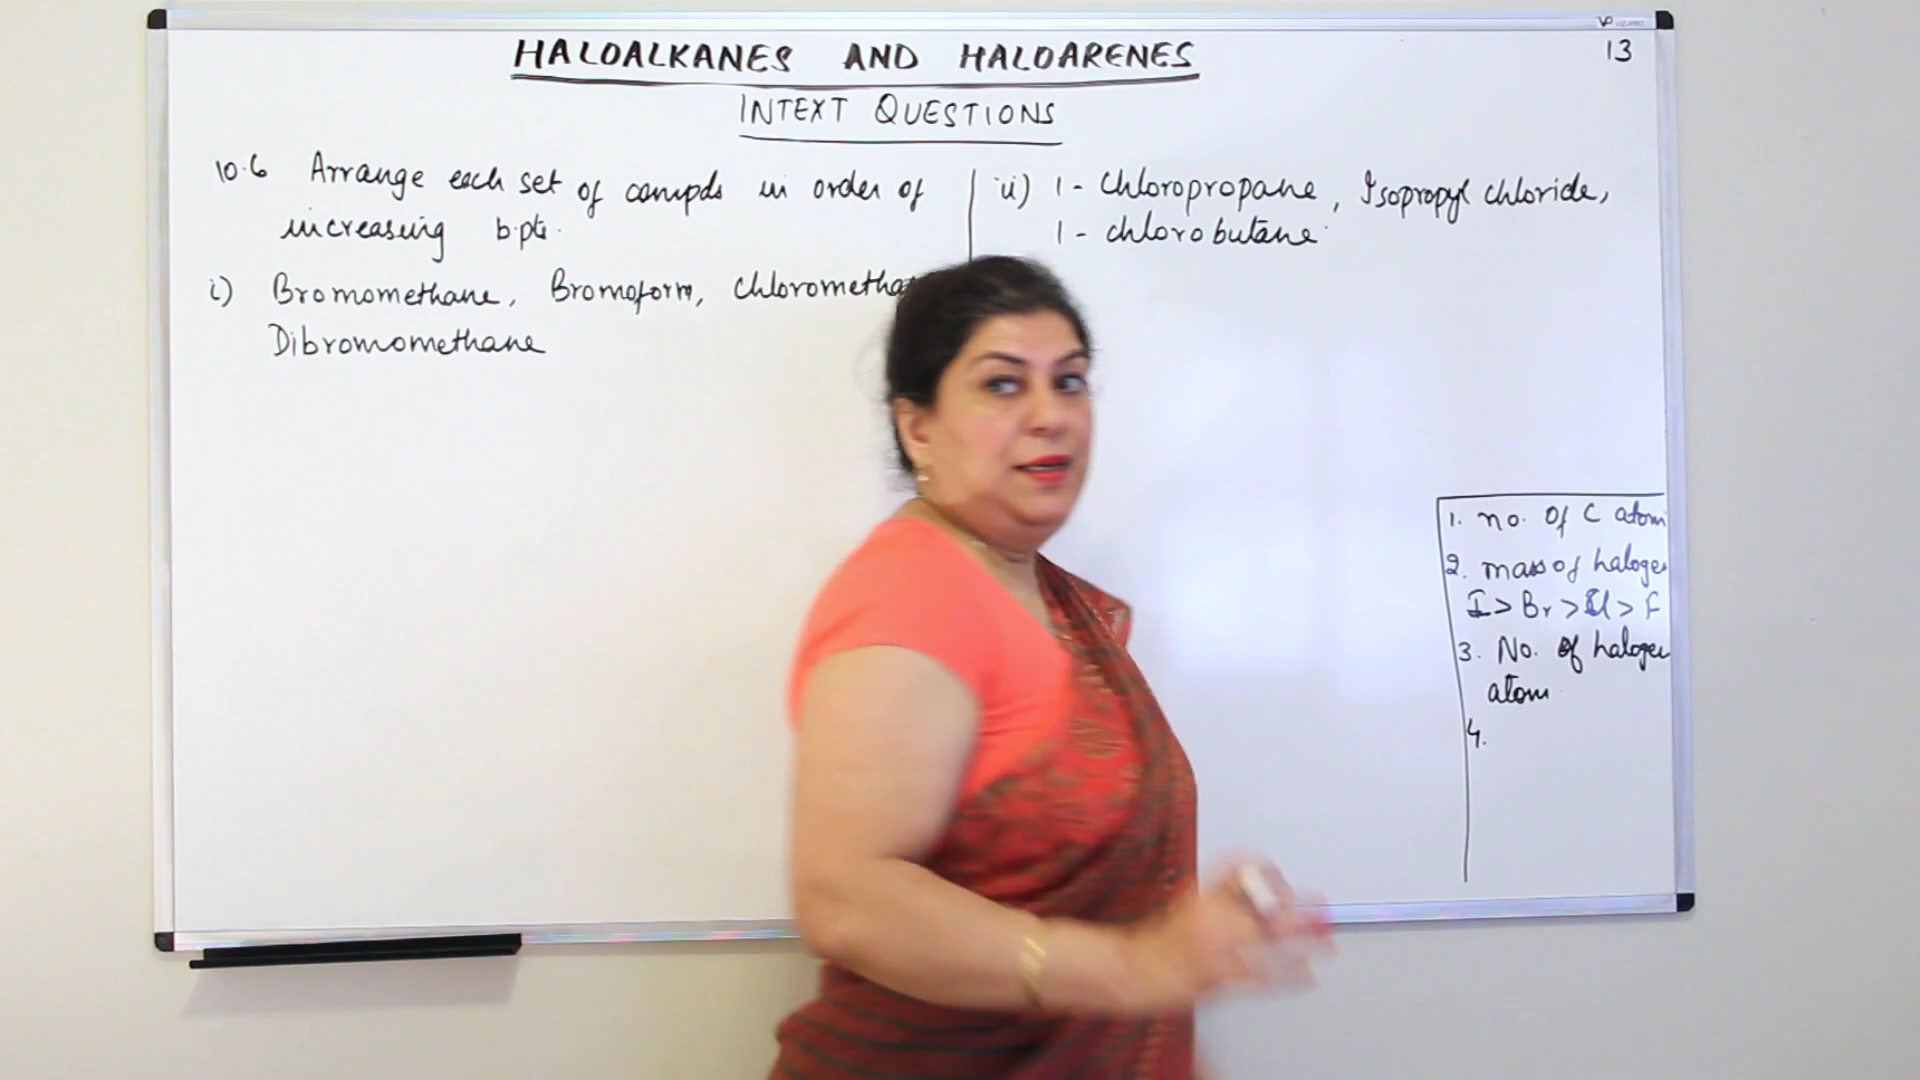 HALOALKANES AND HALOARENES
13
INTEXT QUESTIONS
10.6 Arrange each set of compds in order of
increasing b.pts.
i) Bromomethane, Bromoform,
Dibromomethane
ii) 1 - Chloropropane, Isopropyl chloride,
1 - chlorobutane.
1. no. of C atom
2. mass of
I > Br > Cl > F
3. No. of
atom
4.